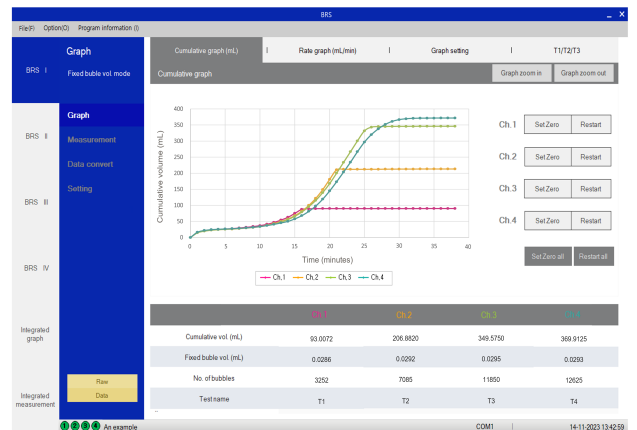 BRS
File(F) Option(O) Program information (I)
BRS I
Graph
Fixed buble vol. mode
Cumulative graph (mL) | Rate graph (mL/min) | Graph setting | T1/T2/T3
Cumulative graph
Graph zoom in
Graph zoom out
Graph
Measurement
Data convert
Setting
BRS II
BRS III
BRS IV
Integrated
graph
Integrated
measurement
Raw
Data
Cumulative volume (mL)
400
350
300
250
200
150
100
50
0
0 5 10 15 20 25 30 35 40
Time (minutes)
Ch.1 Ch.2 Ch.3 Ch.4
Ch.1 Set Zero Restart
Ch.2 Set Zero Restart
Ch.3 Set Zero Restart
Ch.4 Set Zero Restart
Set Zero all Restart all
Ch.1 Ch.2 Ch.3 Ch.4
Cumulative vol. (mL) 93.0072 206.8820 349.5750 369.9125
Fixed buble vol. (mL) 0.0286 0.0292 0.0295 0.0293
No. of bubbles 3252 7085 11850 12625
Test name T1 T2 T3 T4
1 2 3 4 An example
COM1 | 14-11-2023 13:42:59